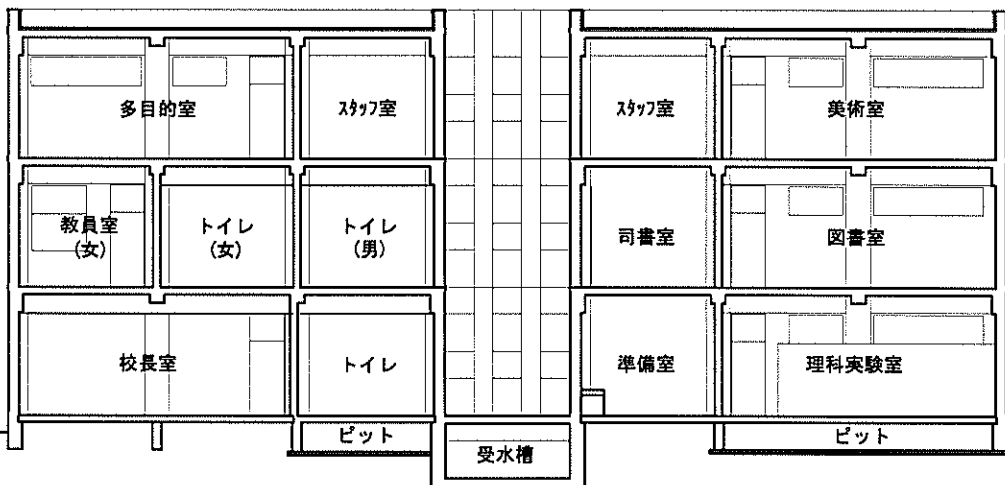 多目的室
スタッフ室
スタッフ室
美術室
教員室
(女)
トイレ
(女)
トイレ
(男)
司書室
図書室
校長室
トイレ
準備室
理科実験室
ピット
受水槽
ピット